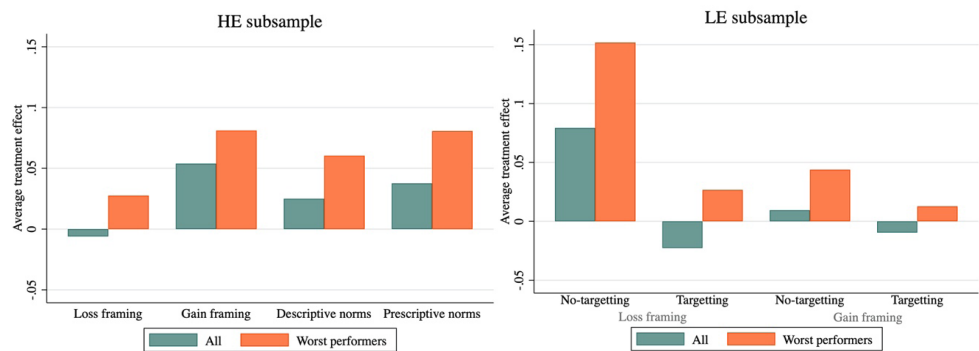 HE subsample
Average treatment effect
.15
.1
.05
0
-.05
Loss framing Gain framing Descriptive norms Prescriptive norms
All Worst performers
LE subsample
Average treatment effect
.15
.1
.05
0
-.05
No-targetting Targetting No-targetting Targetting
Loss framing Gain framing
All Worst performers